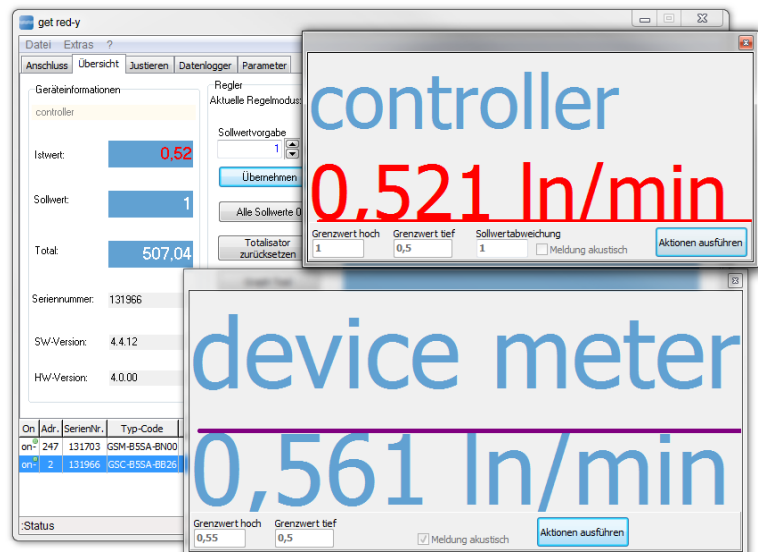 get red-y
Datei Extras ?
Anschluss Übersicht Justieren Datenlogger Parameter
Geräteinformationen
controller
Istwert: 0,52
Sollwert: 1
Total: 507,04
Seriennummer: 131966
SW-Version: 4.4.12
HW-Version: 4.0.00
Regler
Aktuelle Regelmodus:
Sollwertvorgabe
1
Übernehmen
Alle Sollwerte 0
Totalisator
zurücksetzen
On Adr. SerienNr. Typ-Code
on- 247 131703 GSM-B5SA-BN00
on- 2 131966 GSC-B5SA-BB26
:Status
controller
0,521 ln/min
Grenzwert hoch Grenzwert tief Sollwertabweichung
1 0,5 1 Meldung akustisch Aktionen ausführen
device meter
0,561 ln/min
Grenzwert hoch Grenzwert tief
0,55 0,5 Meldung akustisch Aktionen ausführen